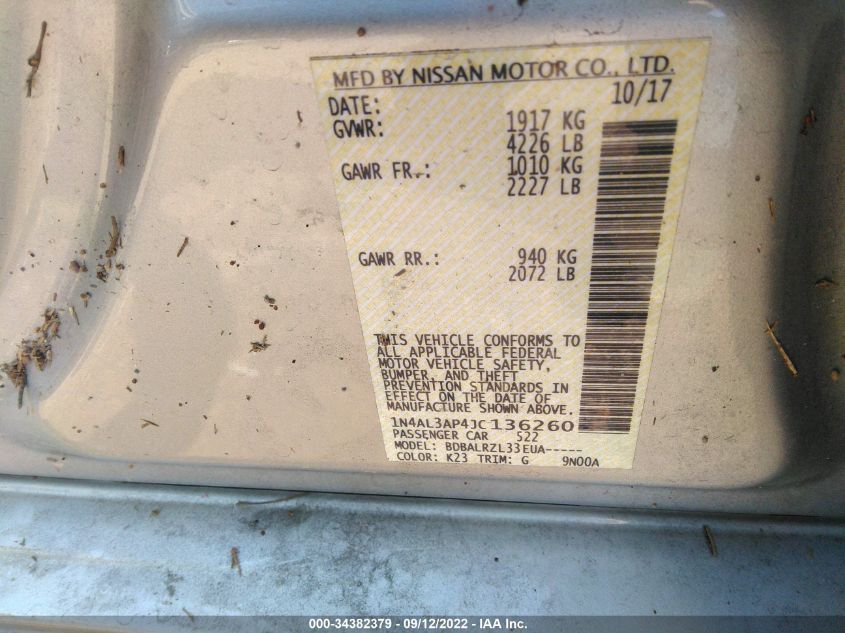 MFD BY NISSAN MOTOR CO., LTD.
DATE: 10/17
GVWR: 1917 KG
4226 LB
GAWR FR.: 1010 KG
2227 LB
GAWR RR.: 940 KG
2072 LB
THIS VEHICLE CONFORMS TO
ALL APPLICABLE FEDERAL
MOTOR VEHICLE SAFETY,
BUMPER, AND THEFT
PREVENTION STANDARDS IN
EFFECT ON THE DATE OF
MANUFACTURE SHOWN ABOVE.
1N4AL3AP4JC136260
PASSENGER CAR 522
MODEL: BDBALRZL33EUA-----
COLOR: K23 TRIM: G 9N00A
000-34382379 - 09/12/2022 - IAA Inc.